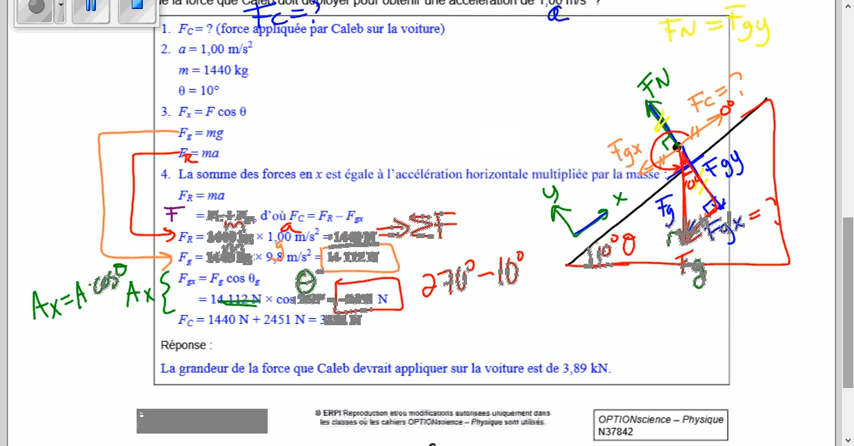 la force que Caleb doit déployer pour obtenir une accélération de 1,00 m/s² ?
Fc=?
a
1. FC = ? (force appliquée par Caleb sur la voiture)
2. a = 1,00 m/s²
m = 1440 kg
θ = 10°
3. Fx = F cos θ
Fg = mg
FR = ma
4. La somme des forces en x est égale à l'accélération horizontale multipliée par la masse :
FR = ma
F
= d'où FC = FR − Fgx
m a
FR = × 1,00 m/s² = ⇒ΣF
g
Fg = × 9,8 m/s² = 14 112 N
Fgx = Fg cos θg
θ
= 14 112 N × cos = N
270° - 10°
Ax = A·cosθ Ax
FC = 1440 N + 2451 N =
Réponse :
La grandeur de la force que Caleb devrait appliquer sur la voiture est de 3,89 kN.
FN = Fgy
FN
Fc=?
0°
Fgx
Fgy
10°
Fg
y
x
Fgx = ?
10° θ
Fg
© ERPI Reproduction et/ou modifications autorisées uniquement dans
les classes où les cahiers OPTIONscience – Physique sont utilisés.
OPTIONscience – Physique
N37842